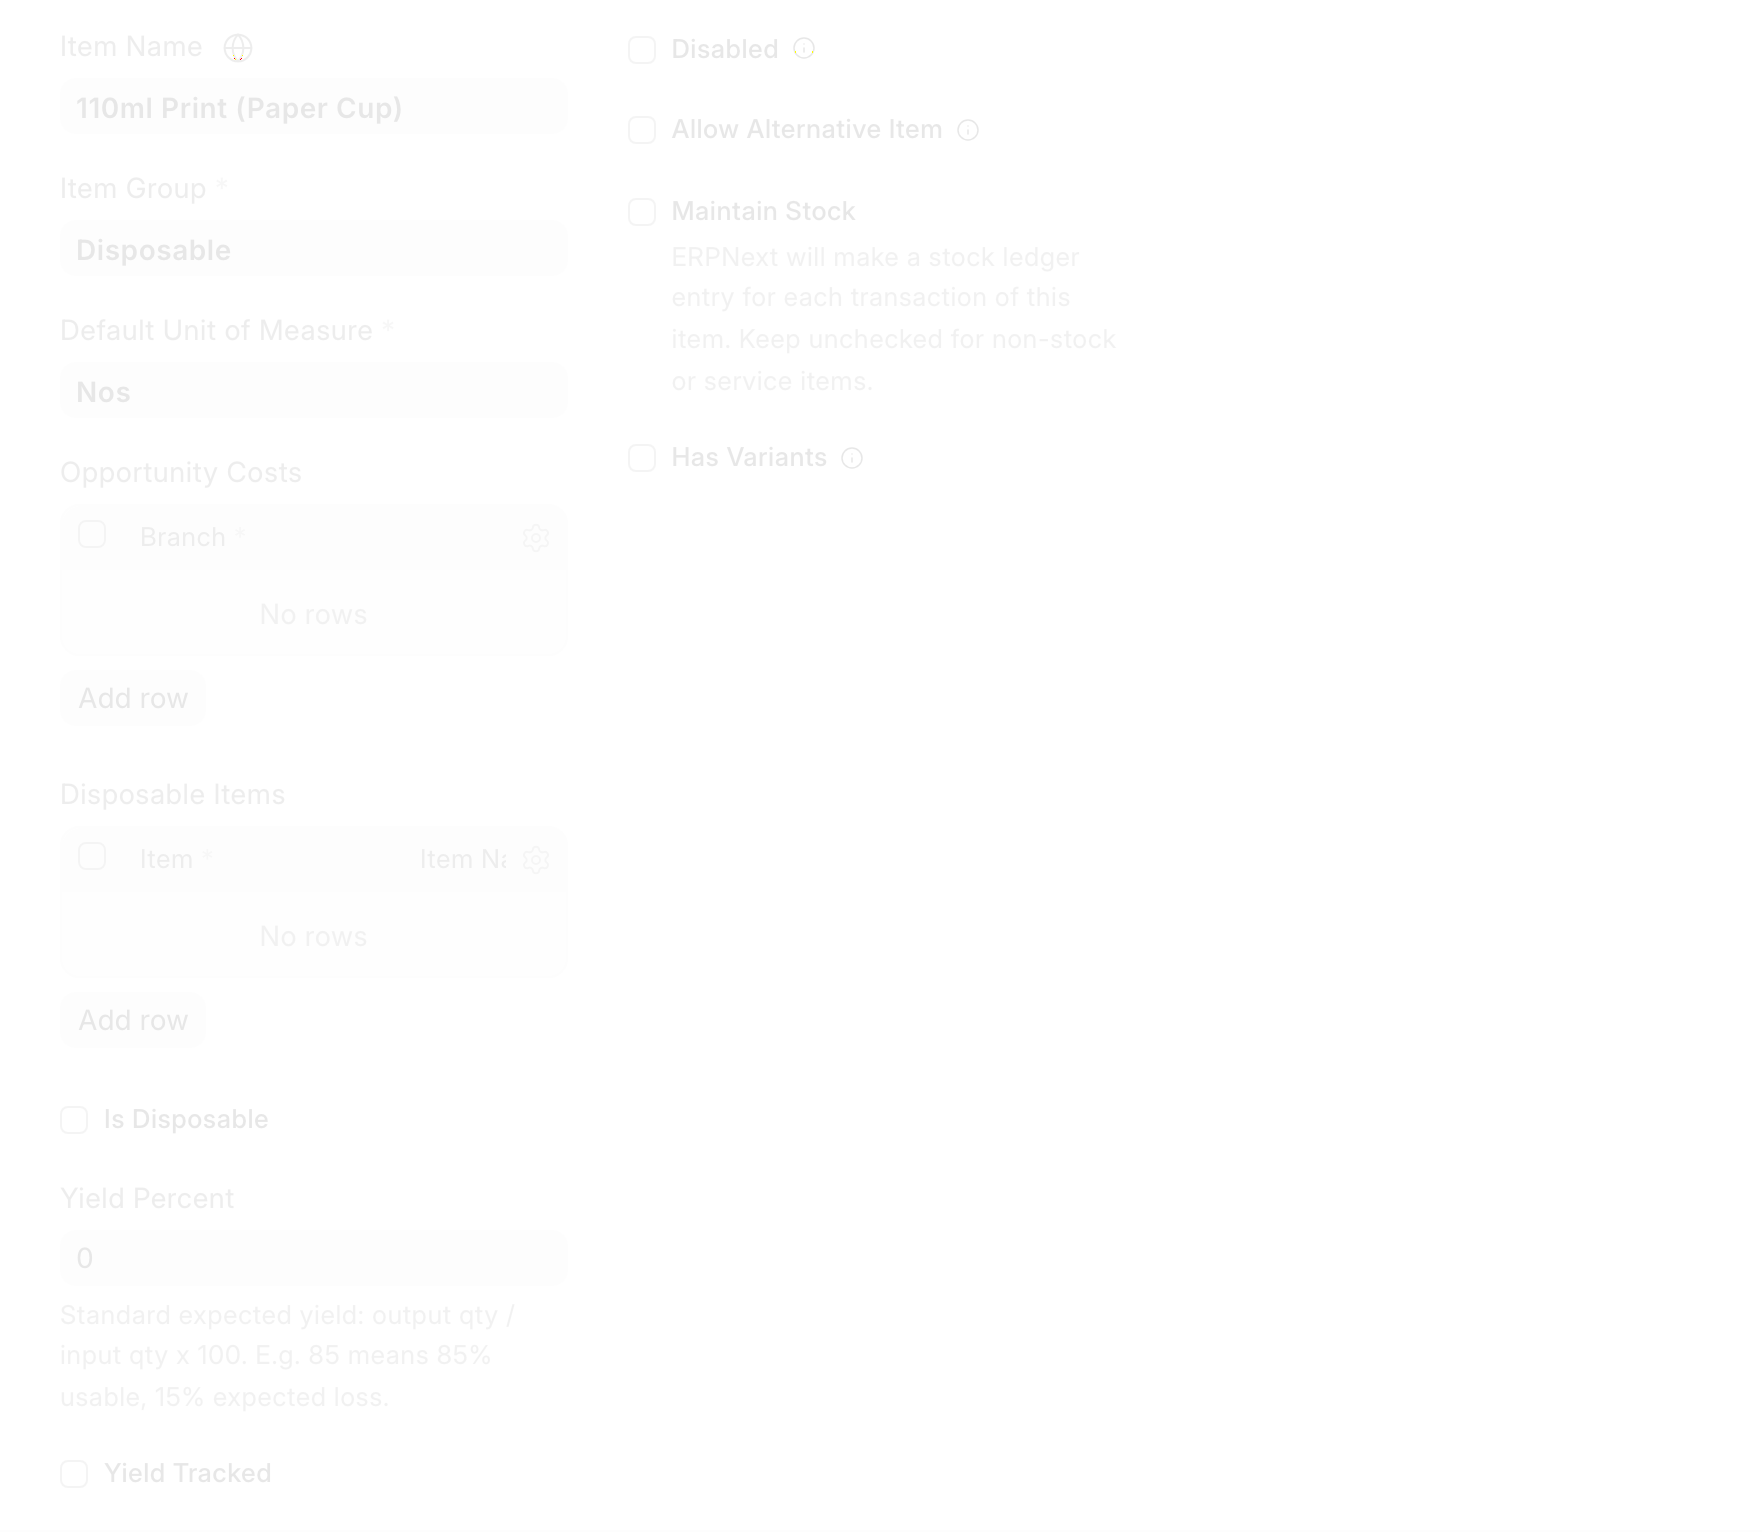 Item Name
110ml Print (Paper Cup)
Item Group *
Disposable
Default Unit of Measure *
Nos
Opportunity Costs
Branch *
No rows
Add row
Disposable Items
Item * Item Na
No rows
Add row
Is Disposable
Yield Percent
0
Standard expected yield: output qty /
input qty x 100. E.g. 85 means 85%
usable, 15% expected loss.
Yield Tracked
Disabled
Allow Alternative Item
Maintain Stock
ERPNext will make a stock ledger
entry for each transaction of this
item. Keep unchecked for non-stock
or service items.
Has Variants